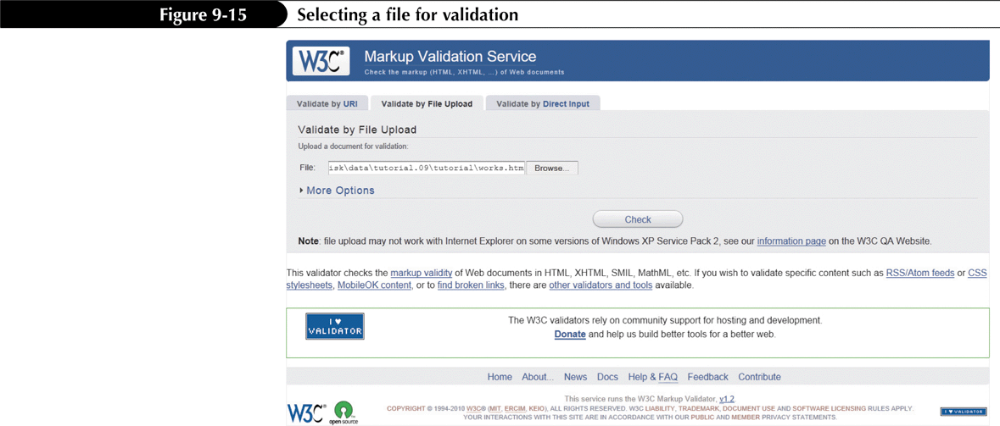 Figure 9-15 Selecting a file for validation
W3C® Markup Validation Service
Check the markup (HTML, XHTML, ...) of Web documents
Validate by URI Validate by File Upload Validate by Direct Input
Validate by File Upload
Upload a document for validation:
File: isk\data\tutorial.09\tutorial\works.htm Browse...
More Options
Check
Note: file upload may not work with Internet Explorer on some versions of Windows XP Service Pack 2, see our information page on the W3C QA Website.
This validator checks the markup validity of Web documents in HTML, XHTML, SMIL, MathML, etc. If you wish to validate specific content such as RSS/Atom feeds or CSS
stylesheets, MobileOK content, or to find broken links, there are other validators and tools available.
I ♥
VALIDATOR
The W3C validators rely on community support for hosting and development.
Donate and help us build better tools for a better web.
Home About... News Docs Help & FAQ Feedback Contribute
This service runs the W3C Markup Validator, v1.2
W3C® open source
COPYRIGHT © 1994-2010 W3C® (MIT, ERCIM, KEIO), ALL RIGHTS RESERVED. W3C LIABILITY, TRADEMARK, DOCUMENT USE AND SOFTWARE LICENSING RULES APPLY.
YOUR INTERACTIONS WITH THIS SITE ARE IN ACCORDANCE WITH OUR PUBLIC AND MEMBER PRIVACY STATEMENTS.
I ♥ VALIDATOR